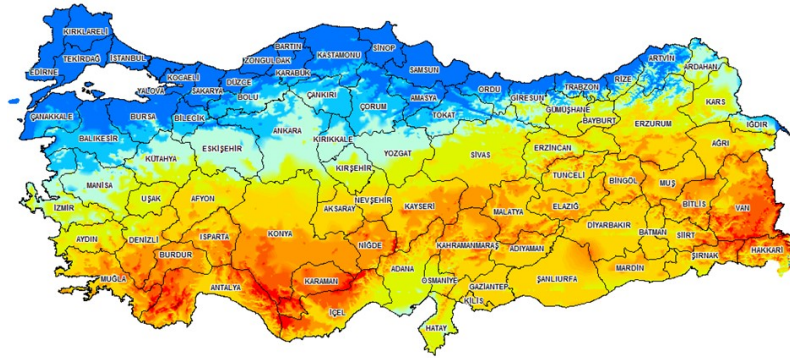 KIRKLARELİ
TEKİRDAĞ
İSTANBUL
EDİRNE
KOCAELİ
YALOVA
SAKARYA
DÜZCE
BOLU
ZONGULDAK
BARTIN
KARABÜK
KASTAMONU
SİNOP
SAMSUN
ORDU
GİRESUN
TRABZON
RİZE
ARTVİN
ARDAHAN
KARS
IĞDIR
ÇANAKKALE
BALIKESİR
BURSA
BİLECİK
ESKİŞEHİR
KÜTAHYA
ANKARA
ÇANKIRI
KIRIKKALE
ÇORUM
AMASYA
TOKAT
YOZGAT
KIRŞEHİR
SİVAS
GÜMÜŞHANE
BAYBURT
ERZURUM
ERZİNCAN
AĞRI
MANİSA
İZMİR
UŞAK
AFYON
AKSARAY
NEVŞEHİR
KAYSERİ
MALATYA
TUNCELİ
ELAZIĞ
BİNGÖL
MUŞ
BİTLİS
VAN
AYDIN
DENİZLİ
ISPARTA
BURDUR
KONYA
NİĞDE
KAHRAMANMARAŞ
ADIYAMAN
DİYARBAKIR
BATMAN
SİİRT
ŞIRNAK
HAKKARİ
MARDİN
ŞANLIURFA
GAZİANTEP
KİLİS
OSMANİYE
ADANA
HATAY
İÇEL
KARAMAN
ANTALYA
MUĞLA